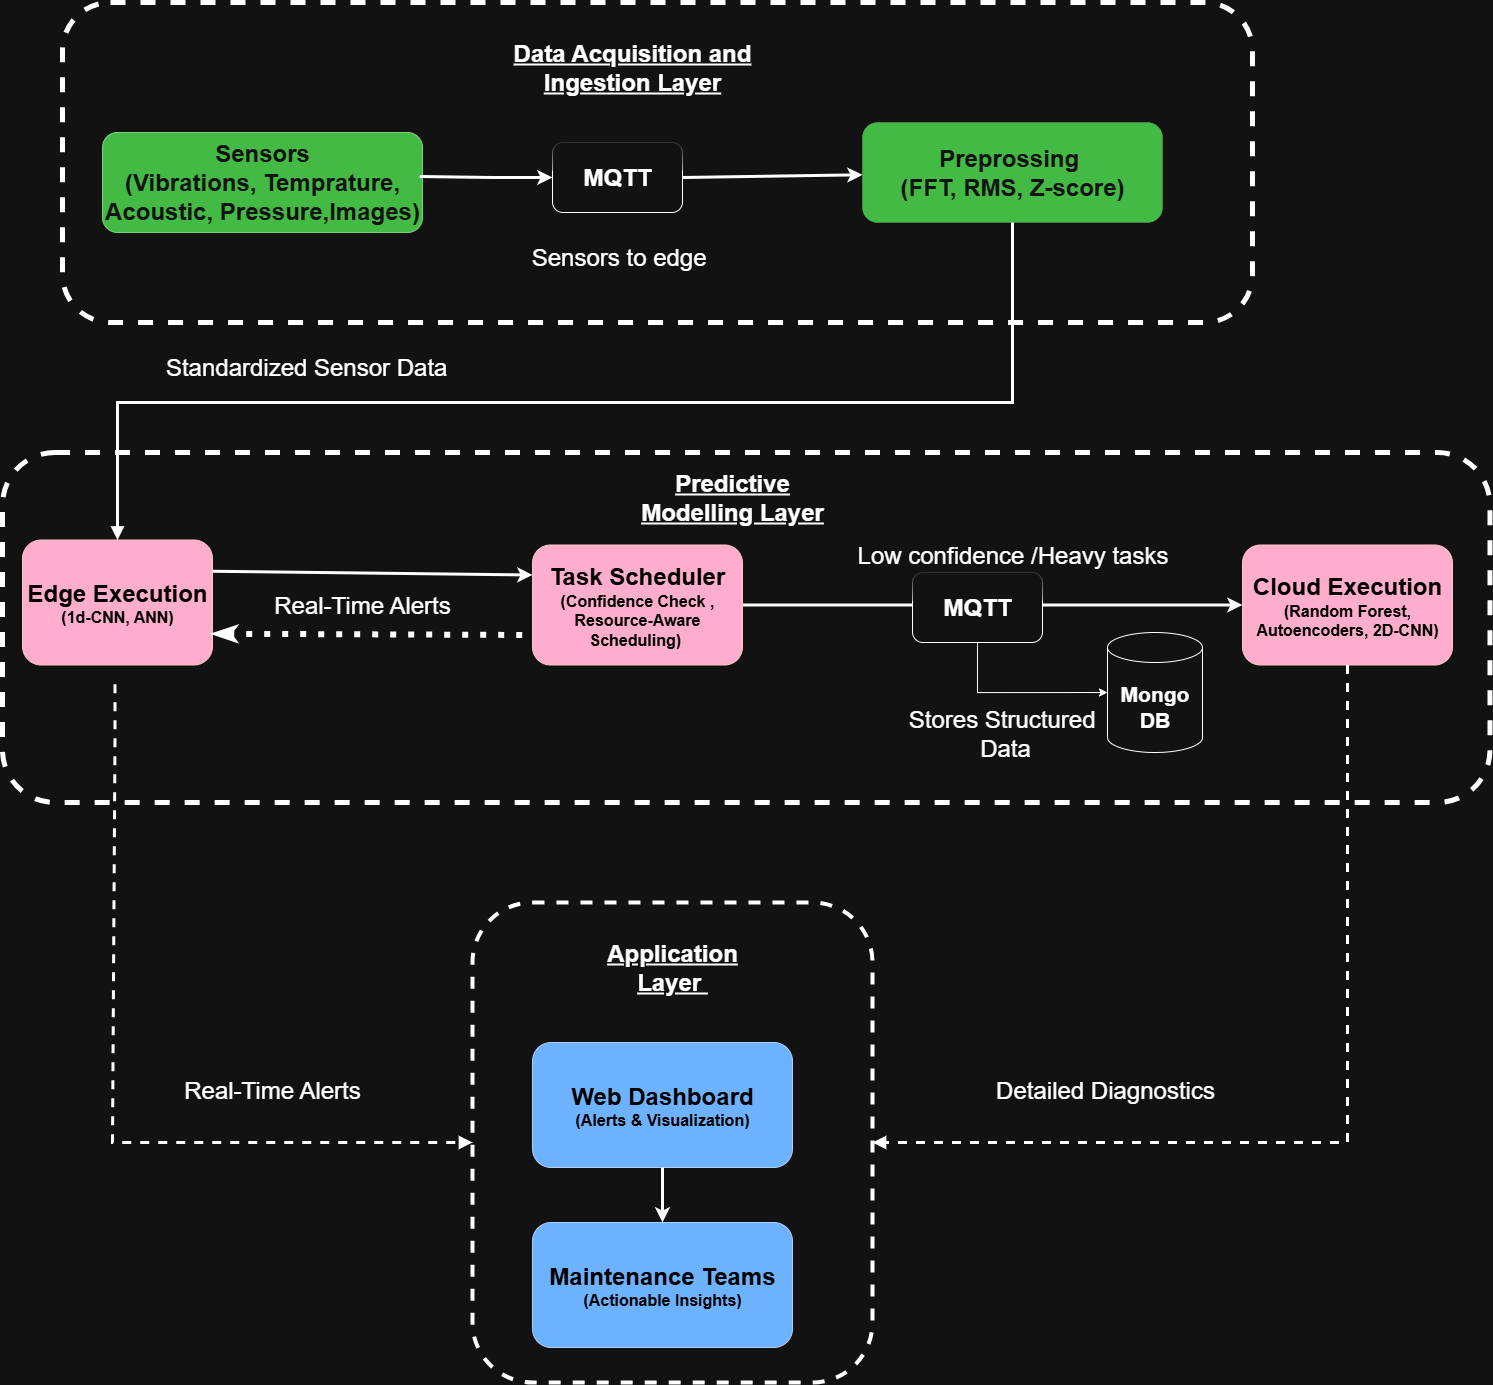 Data Acquisition and
Ingestion Layer
Sensors
(Vibrations, Temprature,
Acoustic, Pressure,Images)
MQTT
Preprossing
(FFT, RMS, Z-score)
Sensors to edge
Standardized Sensor Data
Predictive
Modelling Layer
Edge Execution
(1d-CNN, ANN)
Real-Time Alerts
Task Scheduler
(Confidence Check ,
Resource-Aware
Scheduling)
Low confidence /Heavy tasks
MQTT
Cloud Execution
(Random Forest,
Autoencoders, 2D-CNN)
Mongo
DB
Stores Structured
Data
Application
Layer
Web Dashboard
(Alerts & Visualization)
Real-Time Alerts
Detailed Diagnostics
Maintenance Teams
(Actionable Insights)